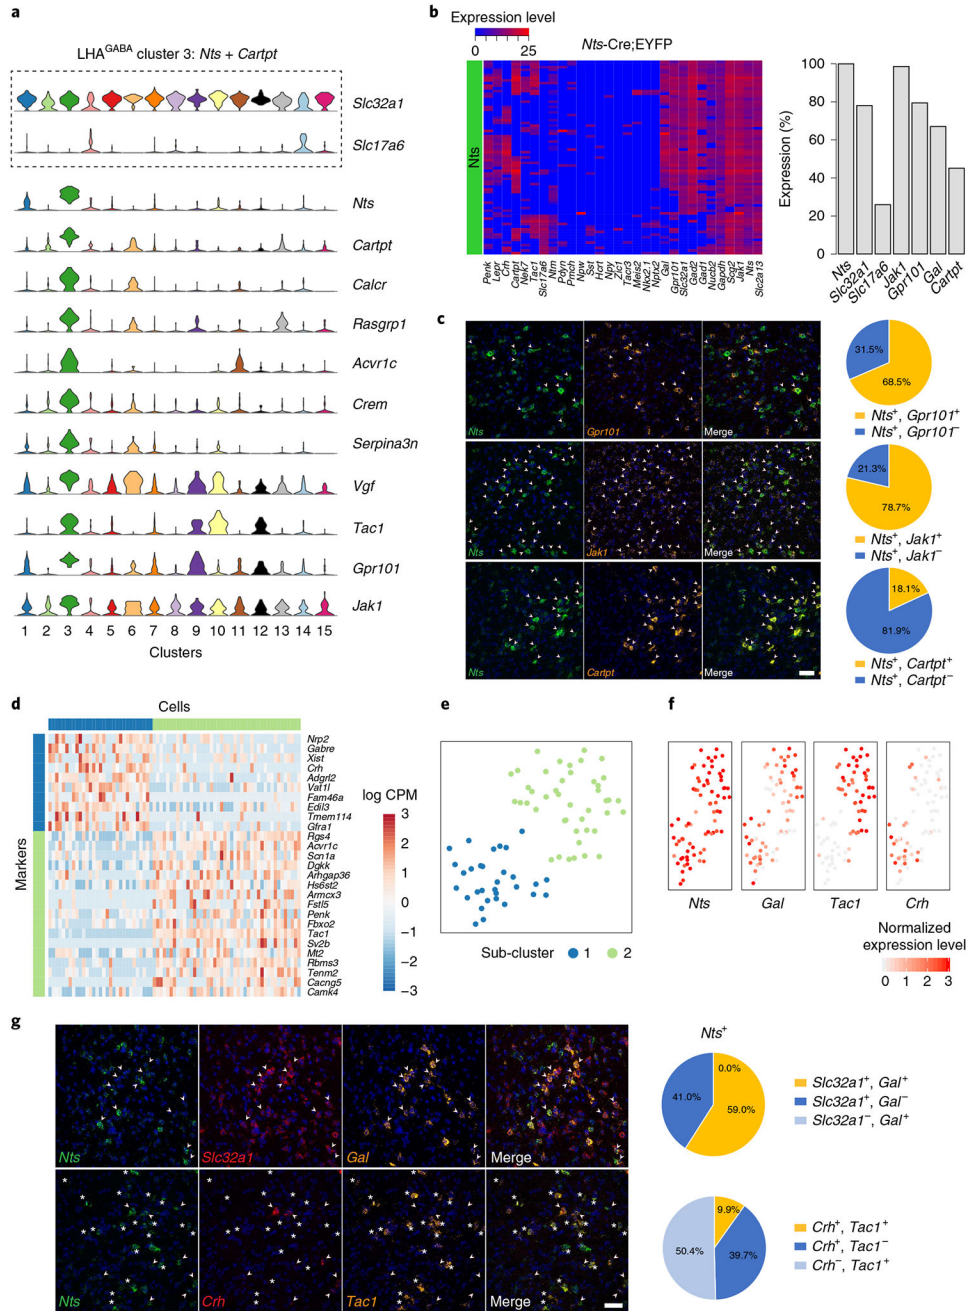 a
LHA^GABA cluster 3: Nts + Cartpt
Slc32a1
Slc17a6
Nts
Cartpt
Calcr
Rasgrp1
Acvr1c
Crem
Serpina3n
Vgf
Tac1
Gpr101
Jak1
1 2 3 4 5 6 7 8 9 10 11 12 13 14 15
Clusters
b
Expression level
0 25
Nts-Cre;EYFP
Nts
Penk Lepr Crh Cartpt Nek7 Tac1 Slc17a6 Ntm Pdyn Pmch Npw Sst Hcrt Npy Zic1 Tac3 Meis2 Nkx2.1 Nptx2 Gal Gpr101 Slc32a1 Gad2 Gad1 Nucb2 Gapdh Scg2 Jak1 Nts Slc2a13
Expression (%)
100
80
60
40
20
0
Nts Slc32a1 Slc17a6 Jak1 Gpr101 Gal Cartpt
c
Nts Gpr101 Merge
31.5%
68.5%
Nts+, Gpr101+
Nts+, Gpr101−
Nts Jak1 Merge
21.3%
78.7%
Nts+, Jak1+
Nts+, Jak1−
Nts Cartpt Merge
18.1%
81.9%
Nts+, Cartpt+
Nts+, Cartpt−
d
Cells
Markers
Nrp2
Gabre
Xist
Crh
Adgrl2
Vat1l
Fam46a
Edil3
Tmem114
Gfra1
Rgs4
Acvr1c
Scn1a
Dgkk
Arhgap36
Hs6st2
Armcx3
Fstl5
Penk
Fbxo2
Tac1
Sv2b
Mt2
Rbms3
Tenm2
Cacng5
Camk4
log CPM
3
2
1
0
−1
−2
−3
e
Sub-cluster 1 2
f
Nts Gal Tac1 Crh
Normalized
expression level
0 1 2 3
g
Nts Slc32a1 Gal Merge
Nts+
0.0%
41.0%
59.0%
Slc32a1+, Gal+
Slc32a1+, Gal−
Slc32a1−, Gal+
Nts Crh Tac1 Merge
9.9%
50.4%
39.7%
Crh+, Tac1+
Crh+, Tac1−
Crh−, Tac1+